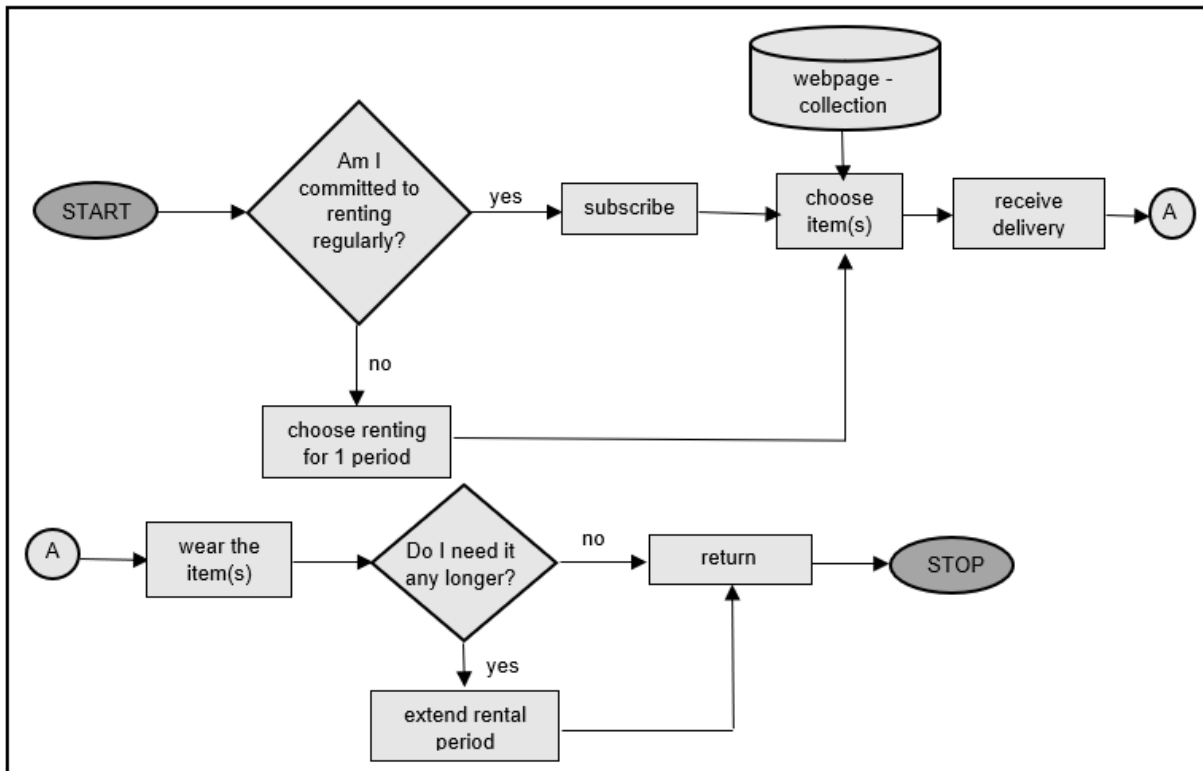 webpage -
collection
START
Am I
committed to
renting
regularly?
yes
subscribe
choose
item(s)
receive
delivery
A
no
choose renting
for 1 period
A
wear the
item(s)
Do I need it
any longer?
no
return
STOP
yes
extend rental
period